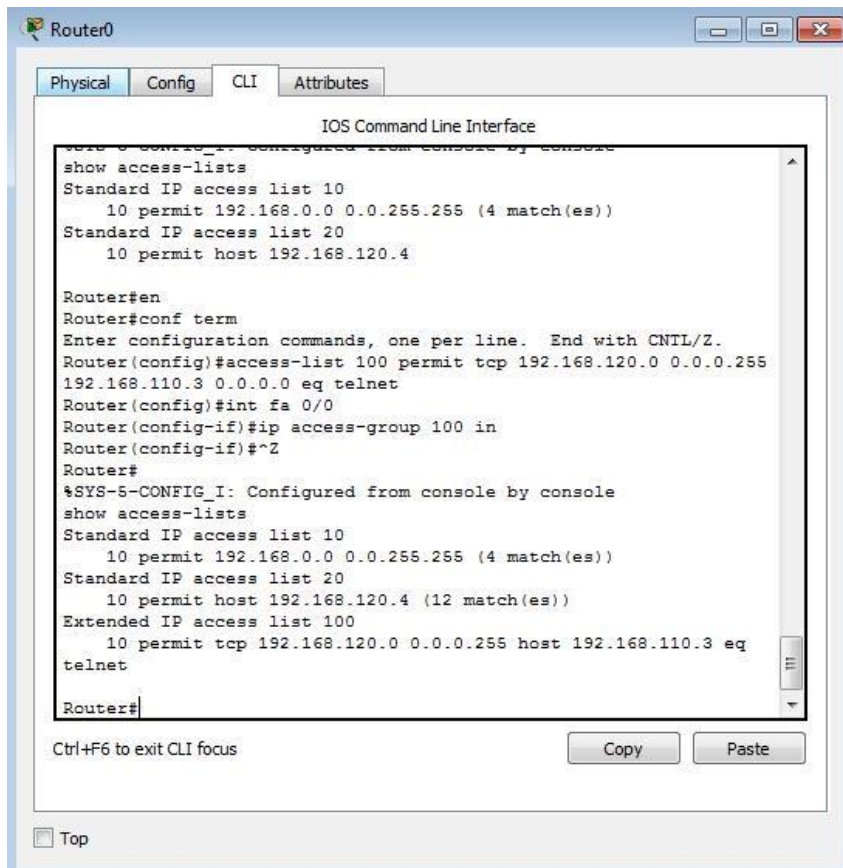 Router0
Physical Config CLI Attributes
IOS Command Line Interface
%SYS-5-CONFIG_I: Configured from console by console
show access-lists
Standard IP access list 10
    10 permit 192.168.0.0 0.0.255.255 (4 match(es))
Standard IP access list 20
    10 permit host 192.168.120.4
Router#en
Router#conf term
Enter configuration commands, one per line.  End with CNTL/Z.
Router(config)#access-list 100 permit tcp 192.168.120.0 0.0.0.255
192.168.110.3 0.0.0.0 eq telnet
Router(config)#int fa 0/0
Router(config-if)#ip access-group 100 in
Router(config-if)#^Z
Router#
%SYS-5-CONFIG_I: Configured from console by console
show access-lists
Standard IP access list 10
    10 permit 192.168.0.0 0.0.255.255 (4 match(es))
Standard IP access list 20
    10 permit host 192.168.120.4 (12 match(es))
Extended IP access list 100
    10 permit tcp 192.168.120.0 0.0.0.255 host 192.168.110.3 eq
telnet
Router#
Ctrl+F6 to exit CLI focus
Copy Paste
Top